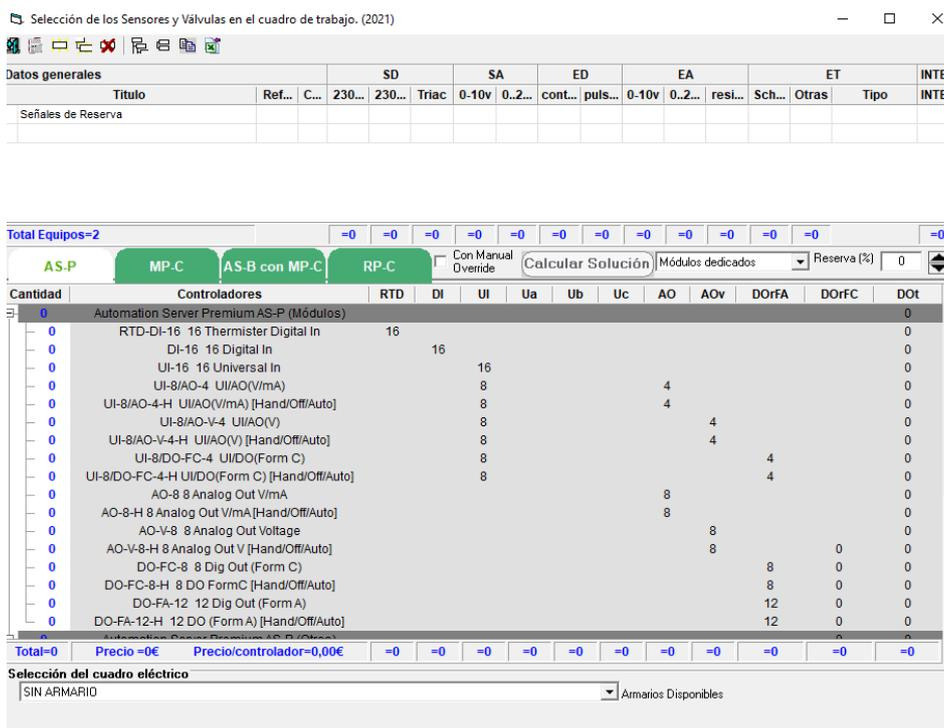 Selección de los Sensores y Válvulas en el cuadro de trabajo. (2021)
Datos generales SD SA ED EA ET INTE
Titulo Ref... C... 230... 230... Triac 0-10v 0..2... cont... puls... 0-10v 0..2... resi... Sch... Otras Tipo INTE
Señales de Reserva
Total Equipos=2 =0 =0 =0 =0 =0 =0 =0 =0 =0 =0 =0 =0
AS-P MP-C AS-B con MP-C RP-C Con Manual Override Calcular Solución Módulos dedicados Reserva (%) 0
Cantidad Controladores RTD DI UI Ua Ub Uc AO AOv DOrFA DOrFC DOt
0 Automation Server Premium AS-P (Módulos) 0
0 RTD-DI-16 16 Thermister Digital In 16 0
0 DI-16 16 Digital In 16 0
0 UI-16 16 Universal In 16 0
0 UI-8/AO-4 UI/AO(V/mA) 8 4 0
0 UI-8/AO-4-H UI/AO(V/mA) [Hand/Off/Auto] 8 4 0
0 UI-8/AO-V-4 UI/AO(V) 8 4 0
0 UI-8/AO-V-4-H UI/AO(V) [Hand/Off/Auto] 8 4 0
0 UI-8/DO-FC-4 UI/DO(Form C) 8 4 0
0 UI-8/DO-FC-4-H UI/DO(Form C) [Hand/Off/Auto] 8 4 0
0 AO-8 8 Analog Out V/mA 8 0
0 AO-8-H 8 Analog Out V/mA [Hand/Off/Auto] 8 0
0 AO-V-8 8 Analog Out Voltage 8 0
0 AO-V-8-H 8 Analog Out V [Hand/Off/Auto] 8 0 0
0 DO-FC-8 8 Dig Out (Form C) 8 0 0
0 DO-FC-8-H 8 DO FormC [Hand/Off/Auto] 8 0 0
0 DO-FA-12 12 Dig Out (Form A) 12 0 0
0 DO-FA-12-H 12 DO (Form A) [Hand/Off/Auto] 12 0 0
0 Automation Server Premium AS-P (Otros) 0 0
Total=0 Precio =0€ Precio/controlador=0,00€ =0 =0 =0 =0 =0 =0 =0 =0 =0 =0 =0
Selección del cuadro eléctrico
SIN ARMARIO Armarios Disponibles